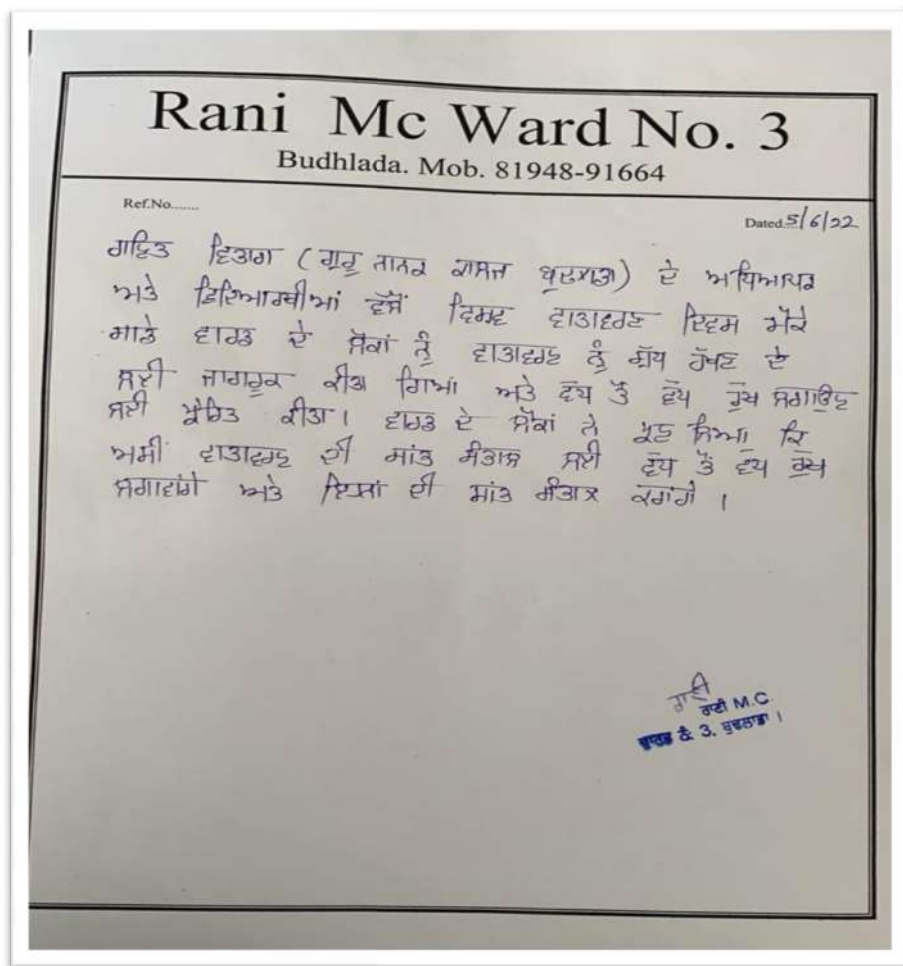 Rani Mc Ward No. 3
Budhlada. Mob. 81948-91664
Ref.No.......
Dated 5/6/22
ਗਣਿਤ ਵਿਭਾਗ (ਗੁਰੂ ਨਾਨਕ ਕਾਲਜ ਬੁਢਲਾਡਾ) ਦੇ ਅਧਿਆਪਕ
ਅਤੇ ਵਿਦਿਆਰਥੀਆਂ ਵੱਲੋਂ ਵਿਸ਼ਵ ਵਾਤਾਵਰਣ ਦਿਵਸ ਮੌਕੇ
ਸਾਡੇ ਵਾਰਡ ਦੇ ਲੋਕਾਂ ਨੂੰ ਵਾਤਾਵਰਣ ਨੂੰ ਸ਼ੁੱਧ ਰੱਖਣ ਦੇ
ਲਈ ਜਾਗਰੂਕ ਕੀਤਾ ਗਿਆ ਅਤੇ ਵੱਧ ਤੋਂ ਵੱਧ ਰੁੱਖ ਲਗਾਉਣ
ਲਈ ਪ੍ਰੇਰਿਤ ਕੀਤਾ। ਵਾਰਡ ਦੇ ਲੋਕਾਂ ਨੇ ਪ੍ਰਣ ਲਿਆ ਕਿ
ਅਸੀਂ ਵਾਤਾਵਰਣ ਦੀ ਸਾਂਭ ਸੰਭਾਲ ਲਈ ਵੱਧ ਤੋਂ ਵੱਧ ਰੁੱਖ
ਲਗਾਵਾਂਗੇ ਅਤੇ ਇਨ੍ਹਾਂ ਦੀ ਸਾਂਭ ਸੰਭਾਲ ਕਰਾਂਗੇ ।
ਰਾਣੀ
ਰਾਣੀ M.C.
ਵਾਰਡ ਨੰ: 3, ਬੁਢਲਾਡਾ ।